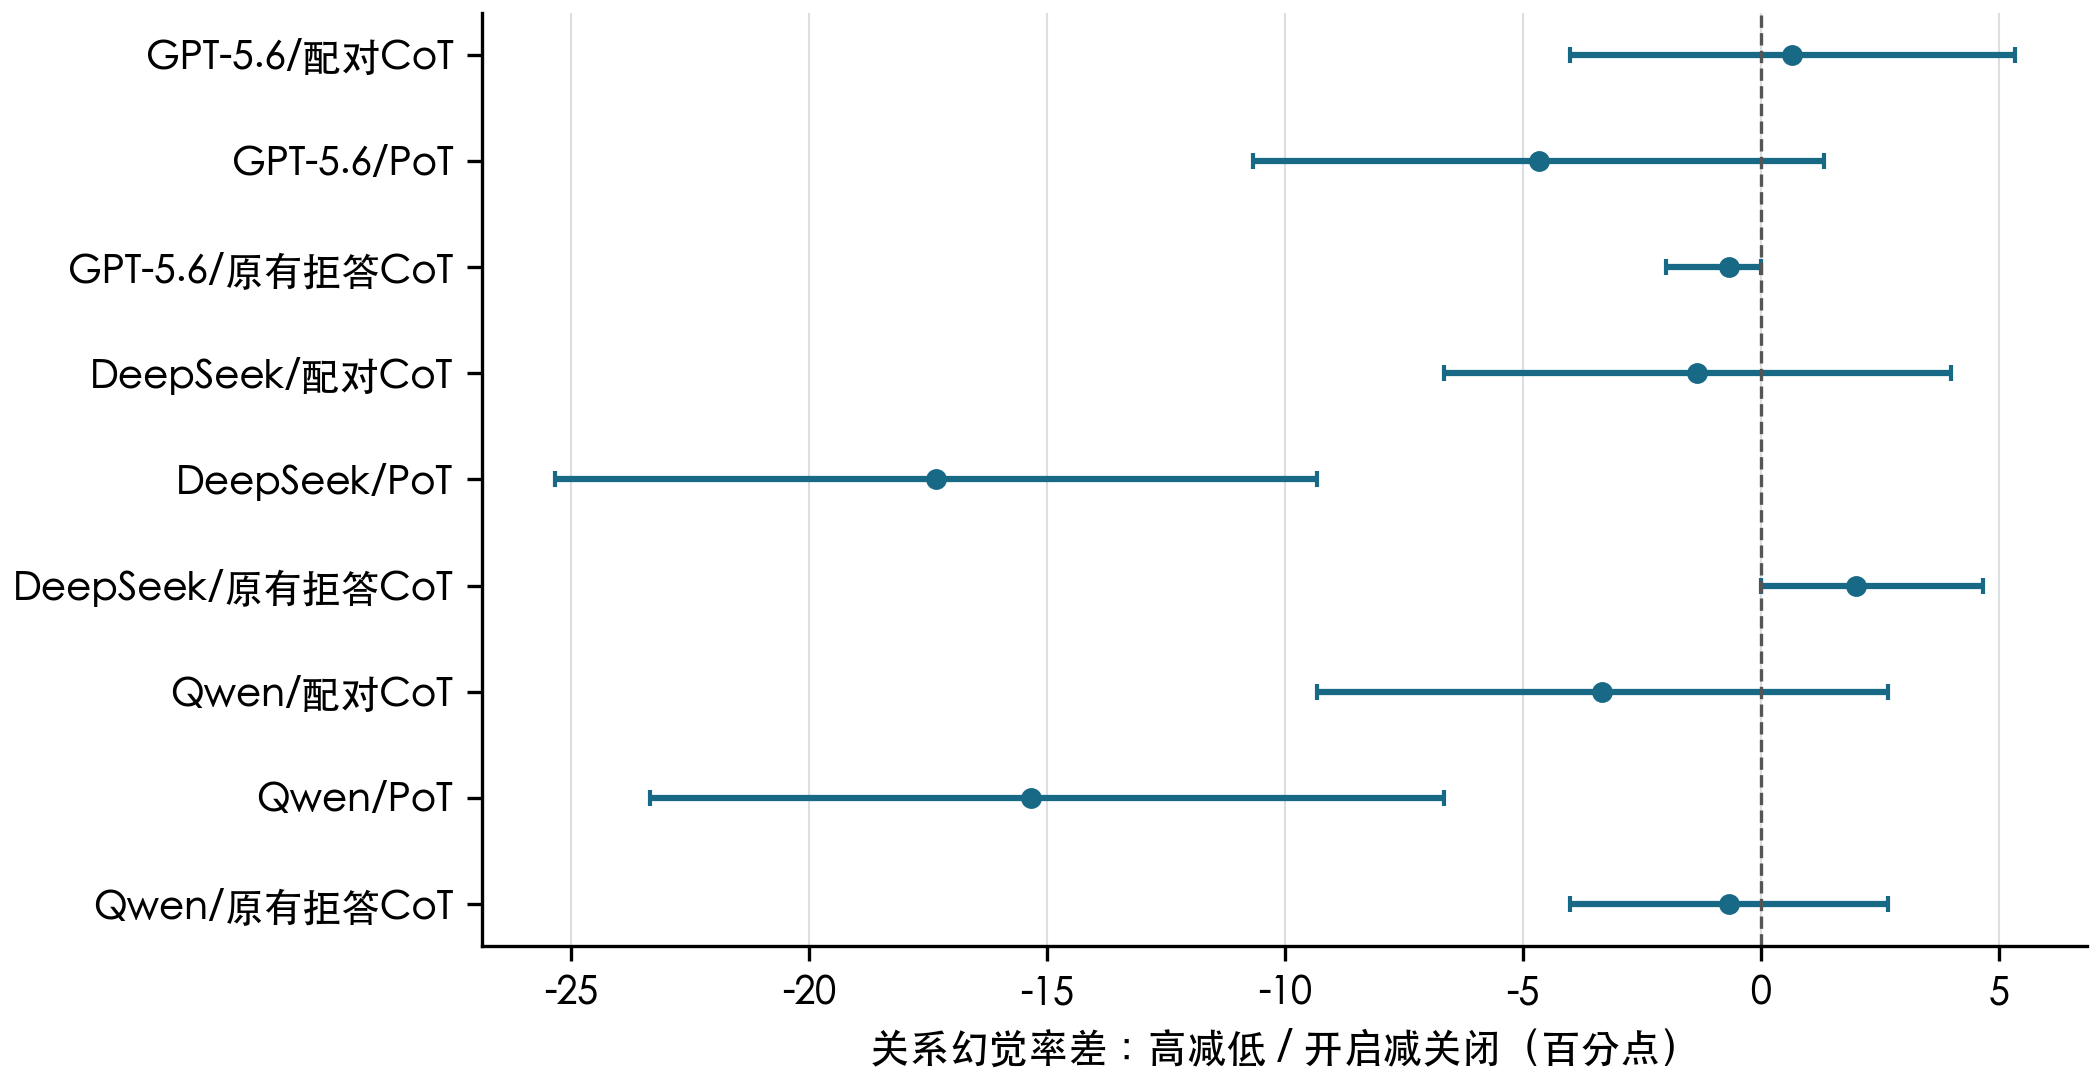 GPT-5.6/配对CoT
GPT-5.6/PoT
GPT-5.6/原有拒答CoT
DeepSeek/配对CoT
DeepSeek/PoT
DeepSeek/原有拒答CoT
Qwen/配对CoT
Qwen/PoT
Qwen/原有拒答CoT
-25 -20 -15 -10 -5 0 5
关系幻觉率差：高减低 / 开启减关闭（百分点）